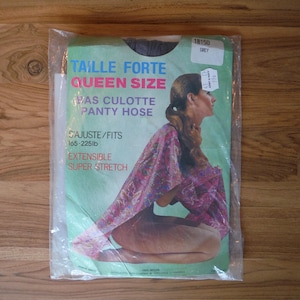 TAILLE FORTE
QUEEN SIZE
BAS CULOTTE
PANTY HOSE
S'AJUSTE/FITS
165-225lb
EXTENSIBLE
SUPER STRETCH